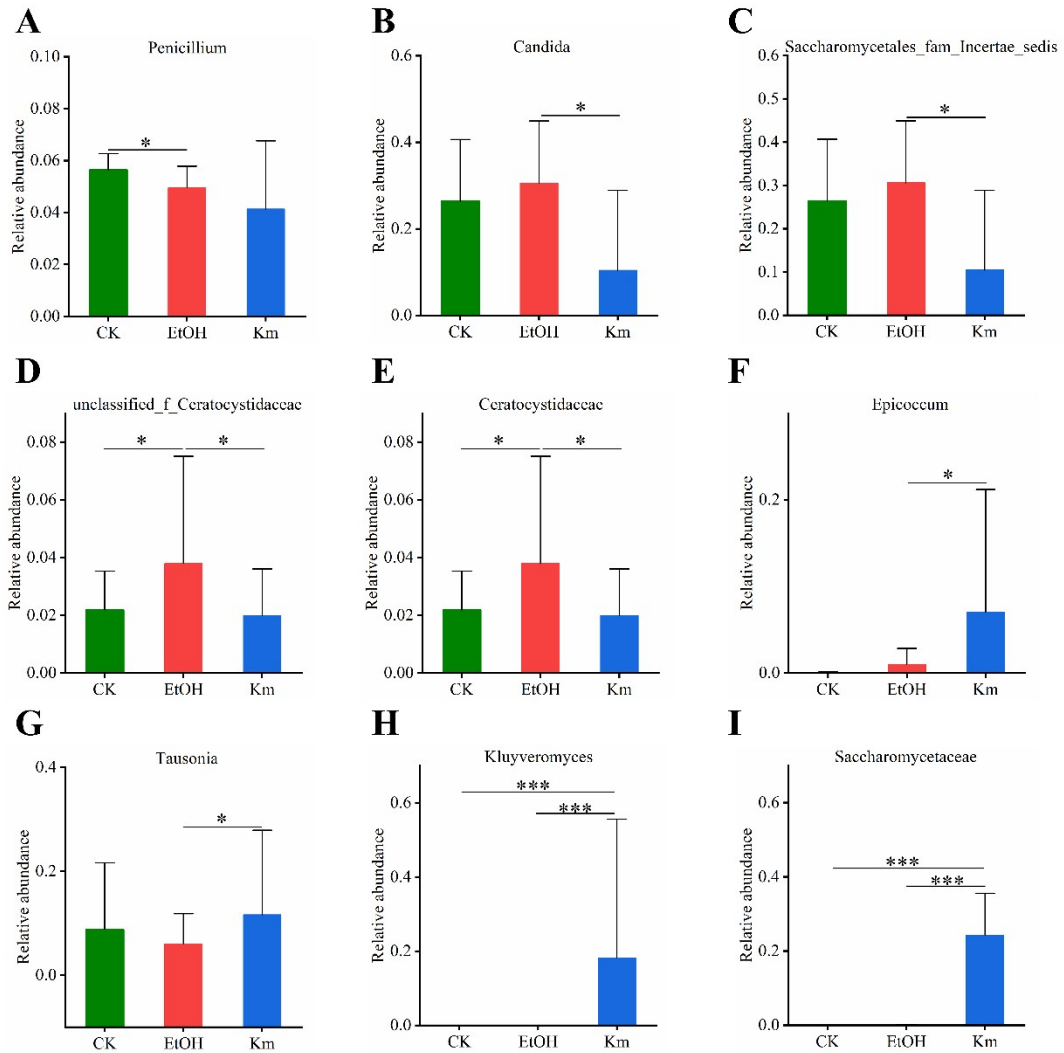 A
Penicillium
Relative abundance
0.10
0.08
0.06
0.04
0.02
0.00
*
CK EtOH Km
B
Candida
Relative abundance
0.6
0.4
0.2
0.0
*
CK EtOH Km
C
Saccharomycetales_fam_Incertae_sedis
Relative abundance
0.6
0.5
0.4
0.3
0.2
0.1
0.0
*
CK EtOH Km
D
unclassified_f_Ceratocystidaceae
Relative abundance
0.08
0.06
0.04
0.02
0.00
* *
CK EtOH Km
E
Ceratocystidaceae
Relative abundance
0.08
0.06
0.04
0.02
0.00
* *
CK EtOH Km
F
Epicoccum
Relative abundance
0.2
0.0
*
CK EtOH Km
G
Tausonia
Relative abundance
0.4
0.2
0.0
*
CK EtOH Km
H
Kluyveromyces
Relative abundance
0.6
0.4
0.2
0.0
***
***
CK EtOH Km
I
Saccharomycetaceae
Relative abundance
0.6
0.4
0.2
0.0
***
***
CK EtOH Km